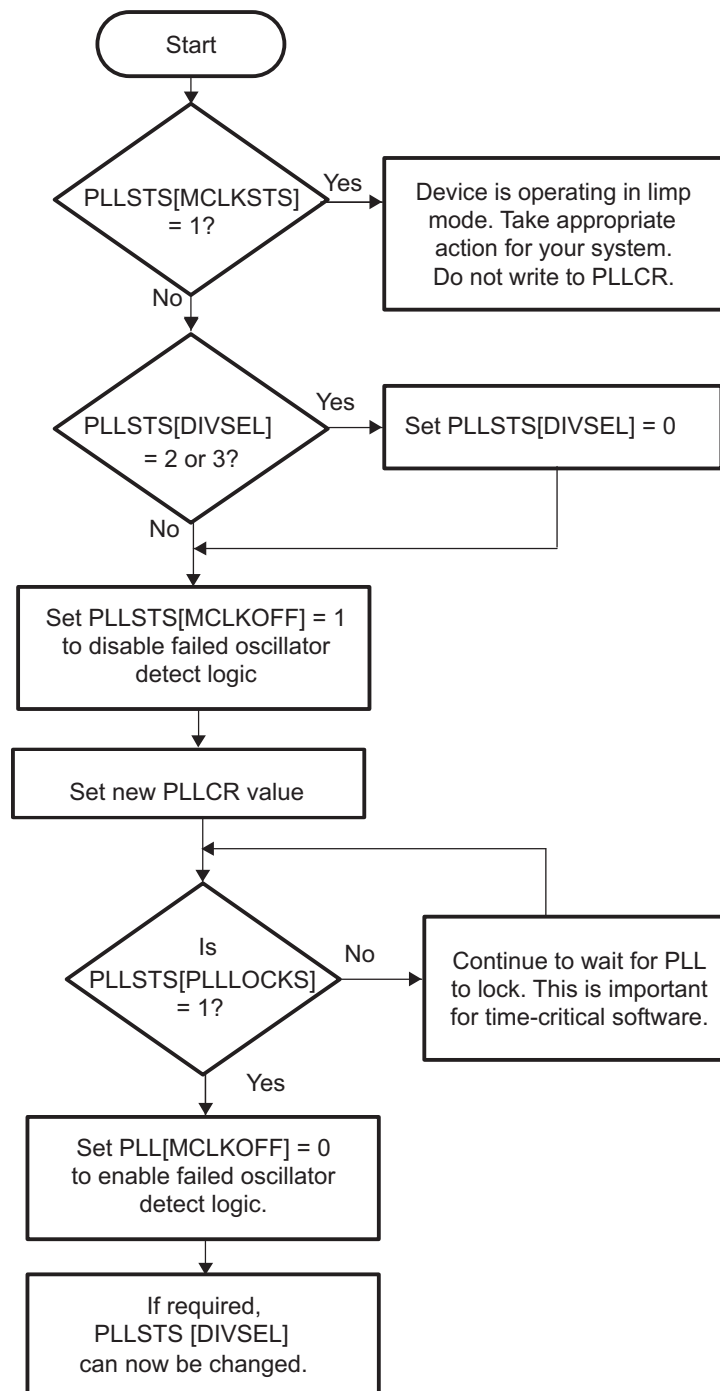 Start
PLLSTS[MCLKSTS]
= 1?
Yes
Device is operating in limp
mode. Take appropriate
action for your system.
Do not write to PLLCR.
No
PLLSTS[DIVSEL]
= 2 or 3?
Yes
Set PLLSTS[DIVSEL] = 0
No
Set PLLSTS[MCLKOFF] = 1
to disable failed oscillator
detect logic
Set new PLLCR value
Is
PLLSTS[PLLLOCKS]
= 1?
No
Continue to wait for PLL
to lock. This is important
for time-critical software.
Yes
Set PLL[MCLKOFF] = 0
to enable failed oscillator
detect logic.
If required,
PLLSTS [DIVSEL]
can now be changed.